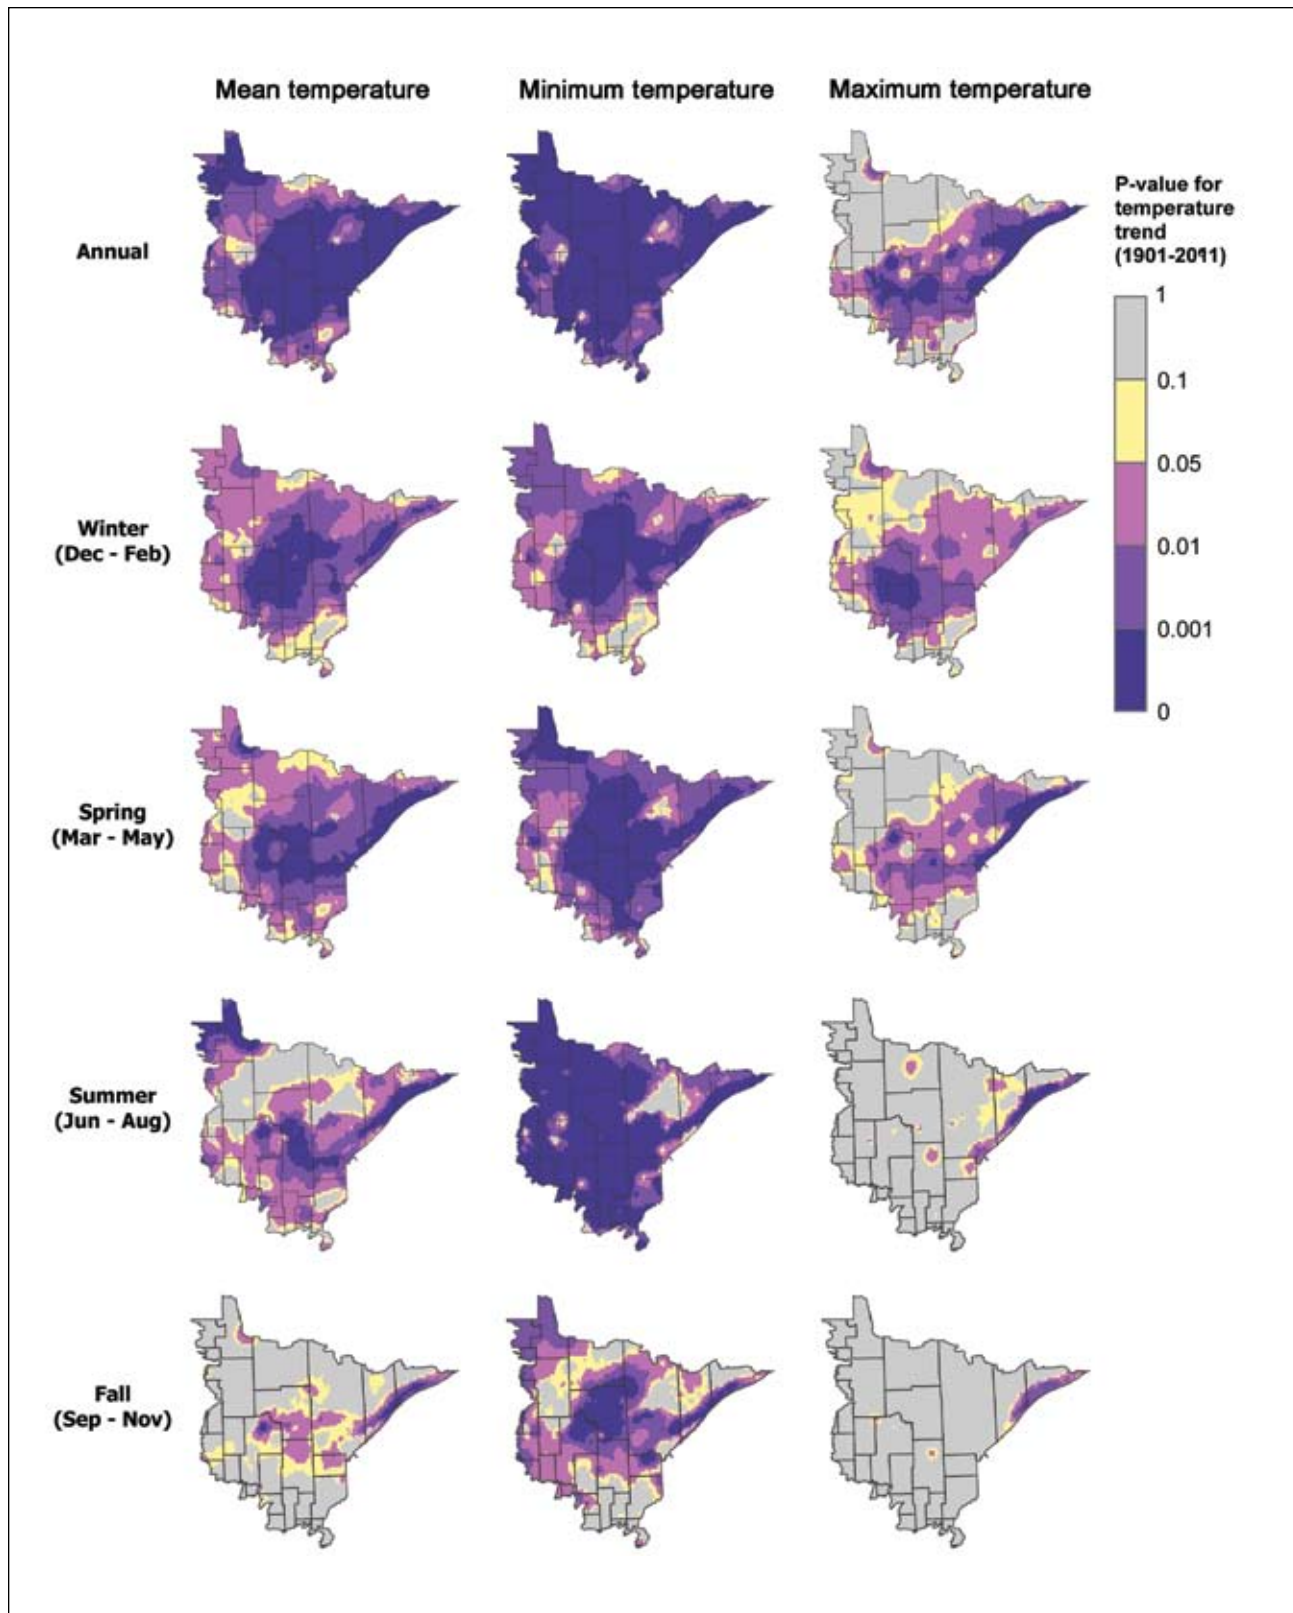 Mean temperature
Minimum temperature
Maximum temperature
Annual
Winter
(Dec - Feb)
Spring
(Mar - May)
Summer
(Jun - Aug)
Fall
(Sep - Nov)
P-value for
temperature
trend
(1901-2011)
1
0.1
0.05
0.01
0.001
0